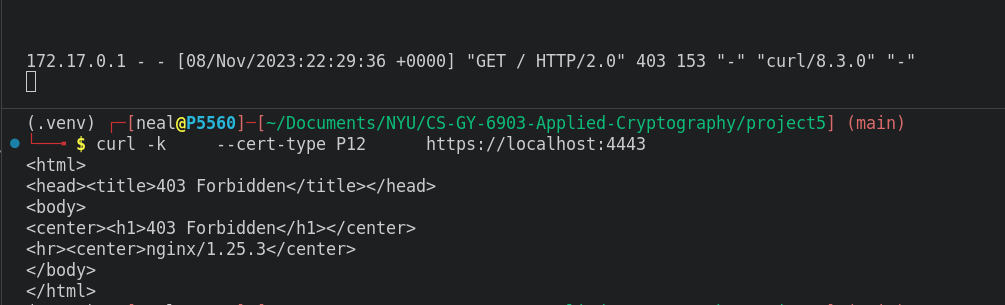 172.17.0.1 - - [08/Nov/2023:22:29:36 +0000] "GET / HTTP/2.0" 403 153 "-" "curl/8.3.0" "-"
(.venv) ┌─[neal@P5560]─[~/Documents/NYU/CS-GY-6903-Applied-Cryptography/project5] (main)
└──╼ $ curl -k     --cert-type P12      https://localhost:4443
<html>
<head><title>403 Forbidden</title></head>
<body>
<center><h1>403 Forbidden</h1></center>
<hr><center>nginx/1.25.3</center>
</body>
</html>